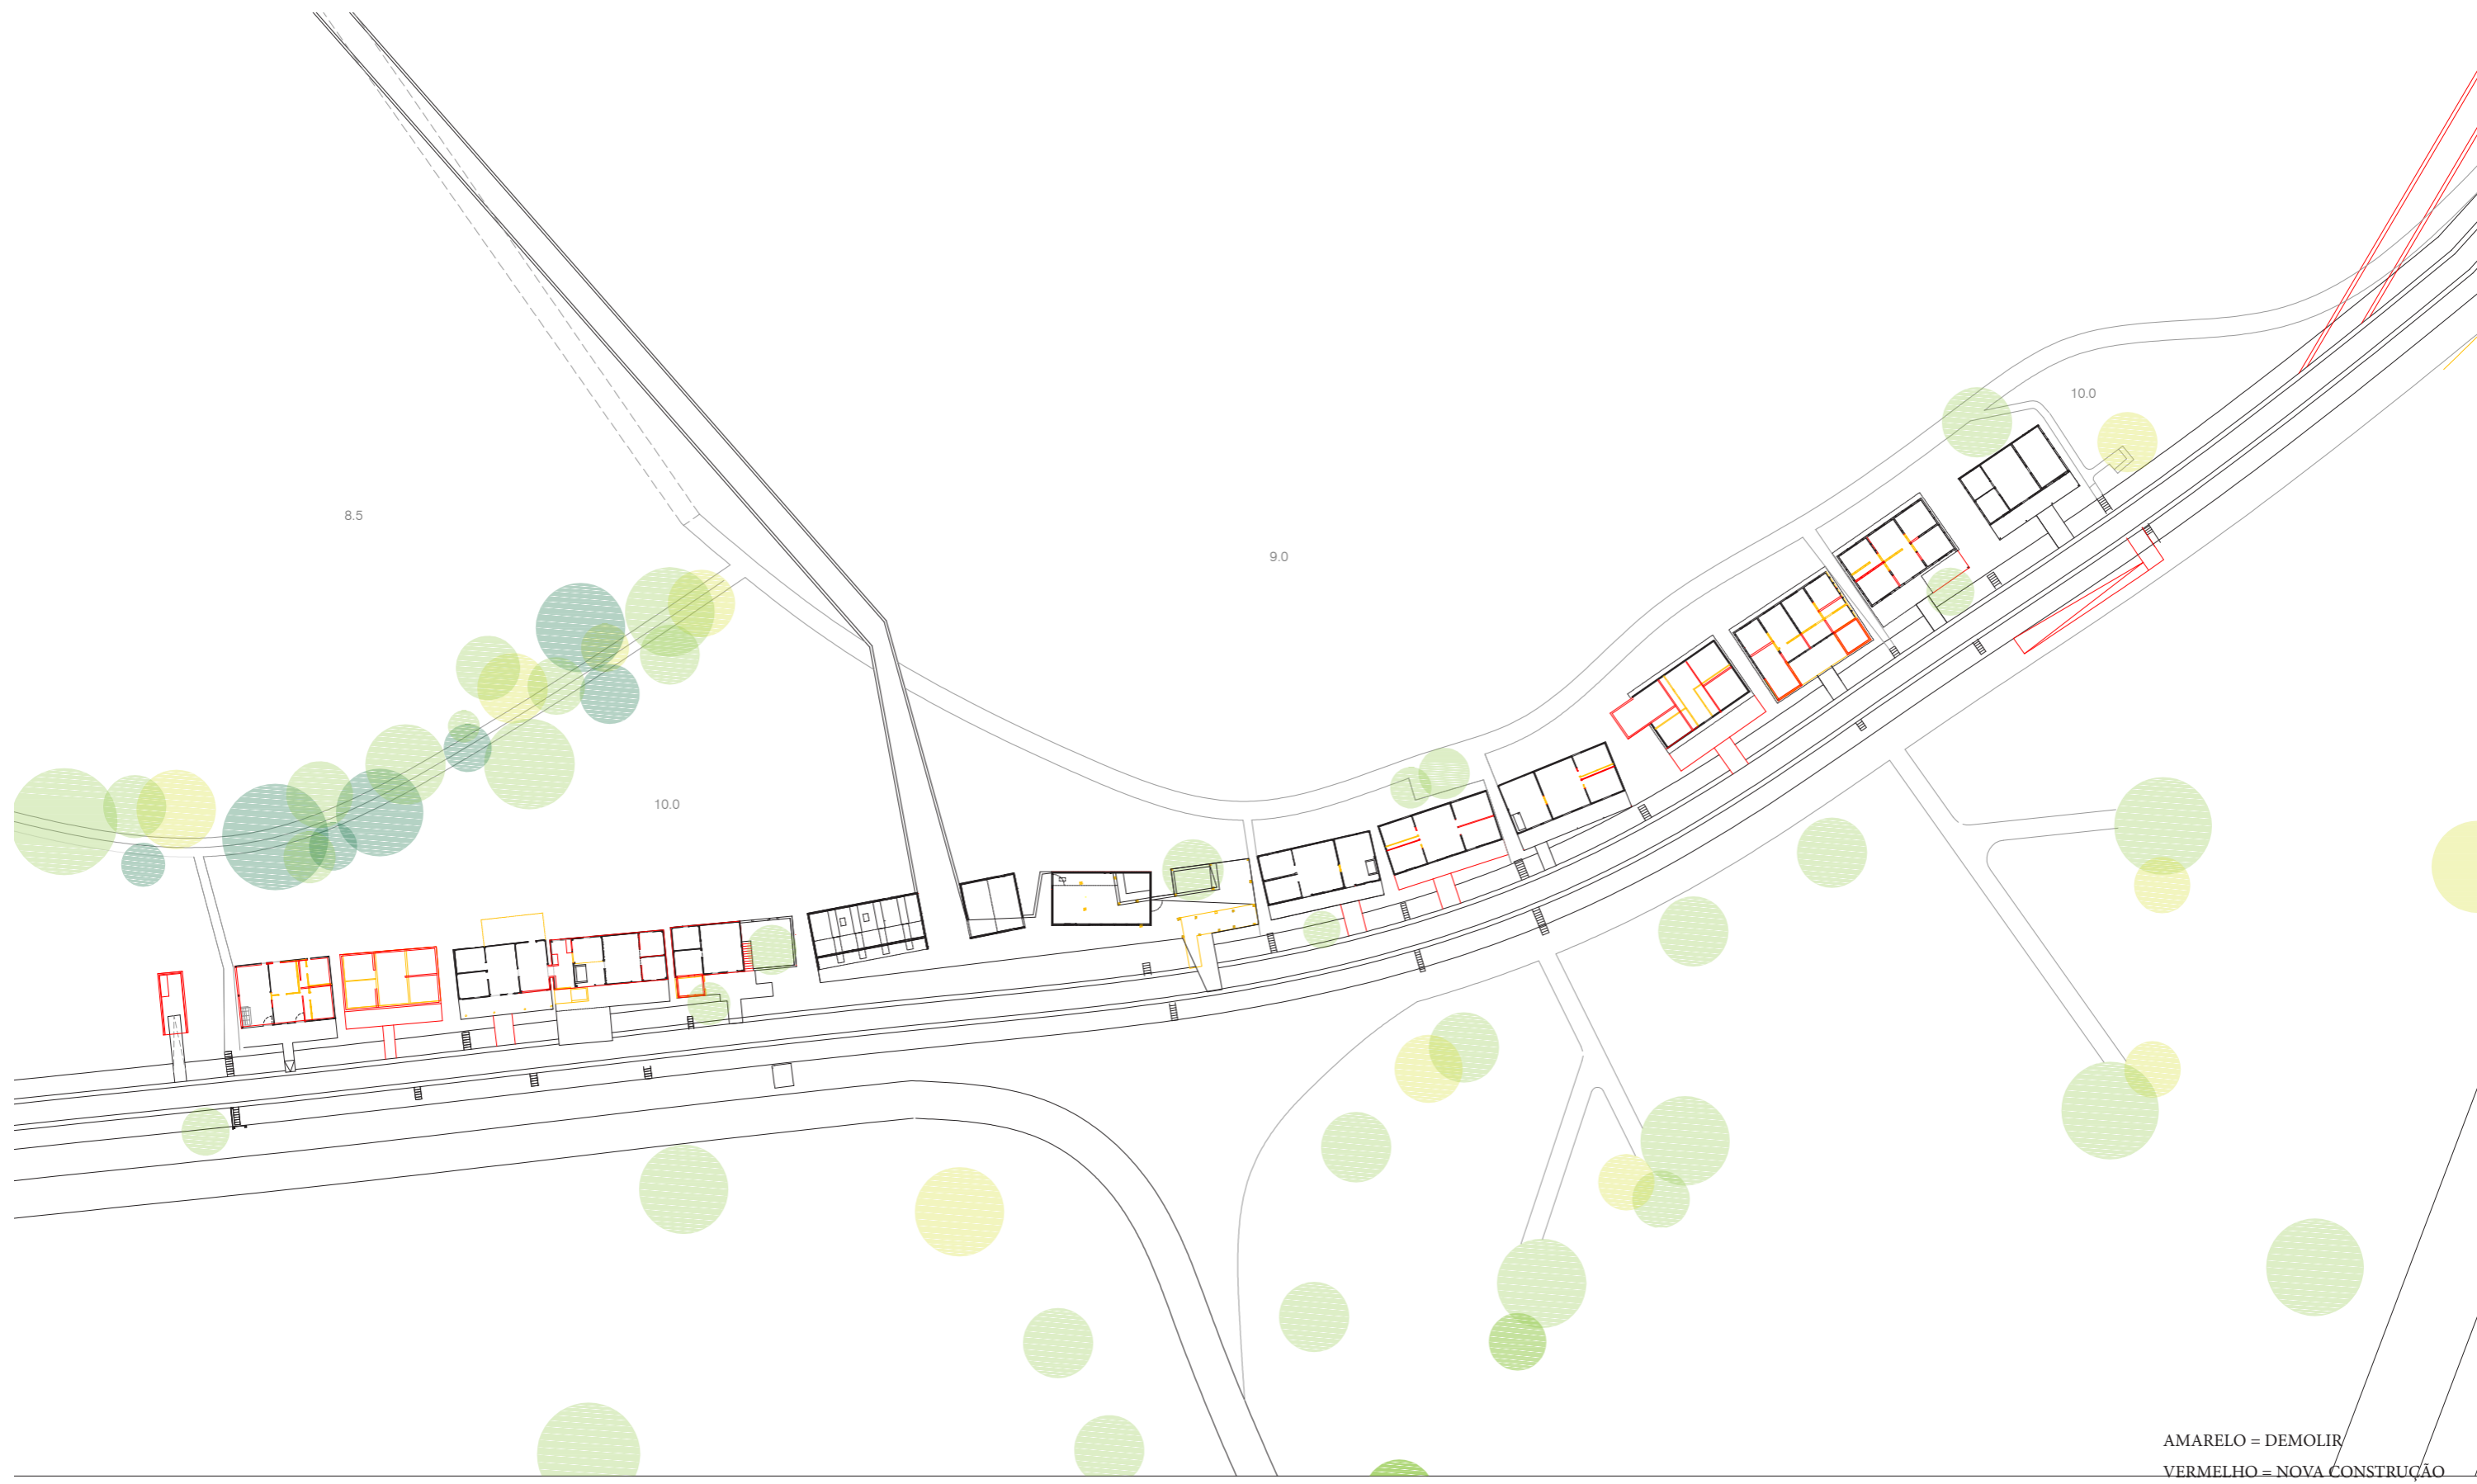 10.0
8.5
9.0
10.0
AMARELO = DEMOLIR
VERMELHO = NOVA CONSTRUÇÃO